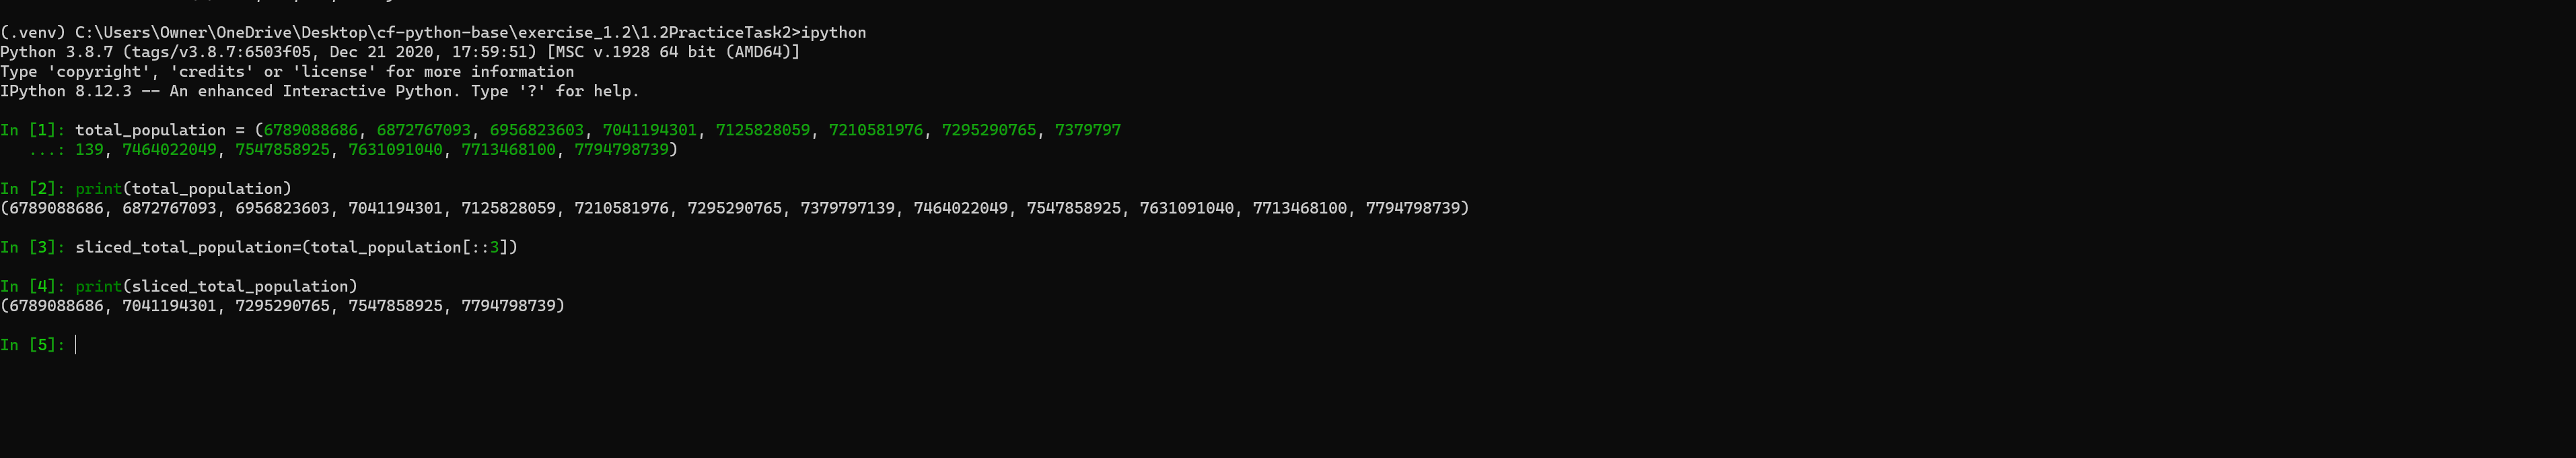 (.venv) C:\Users\Owner\OneDrive\Desktop\cf-python-base\exercise_1.2\1.2PracticeTask2>ipython
Python 3.8.7 (tags/v3.8.7:6503f05, Dec 21 2020, 17:59:51) [MSC v.1928 64 bit (AMD64)]
Type 'copyright', 'credits' or 'license' for more information
IPython 8.12.3 -- An enhanced Interactive Python. Type '?' for help.
In [1]: total_population = (6789088686, 6872767093, 6956823603, 7041194301, 7125828059, 7210581976, 7295290765, 7379797
...: 139, 7464022049, 7547858925, 7631091040, 7713468100, 7794798739)
In [2]: print(total_population)
(6789088686, 6872767093, 6956823603, 7041194301, 7125828059, 7210581976, 7295290765, 7379797139, 7464022049, 7547858925, 7631091040, 7713468100, 7794798739)
In [3]: sliced_total_population=(total_population[::3])
In [4]: print(sliced_total_population)
(6789088686, 7041194301, 7295290765, 7547858925, 7794798739)
In [5]: